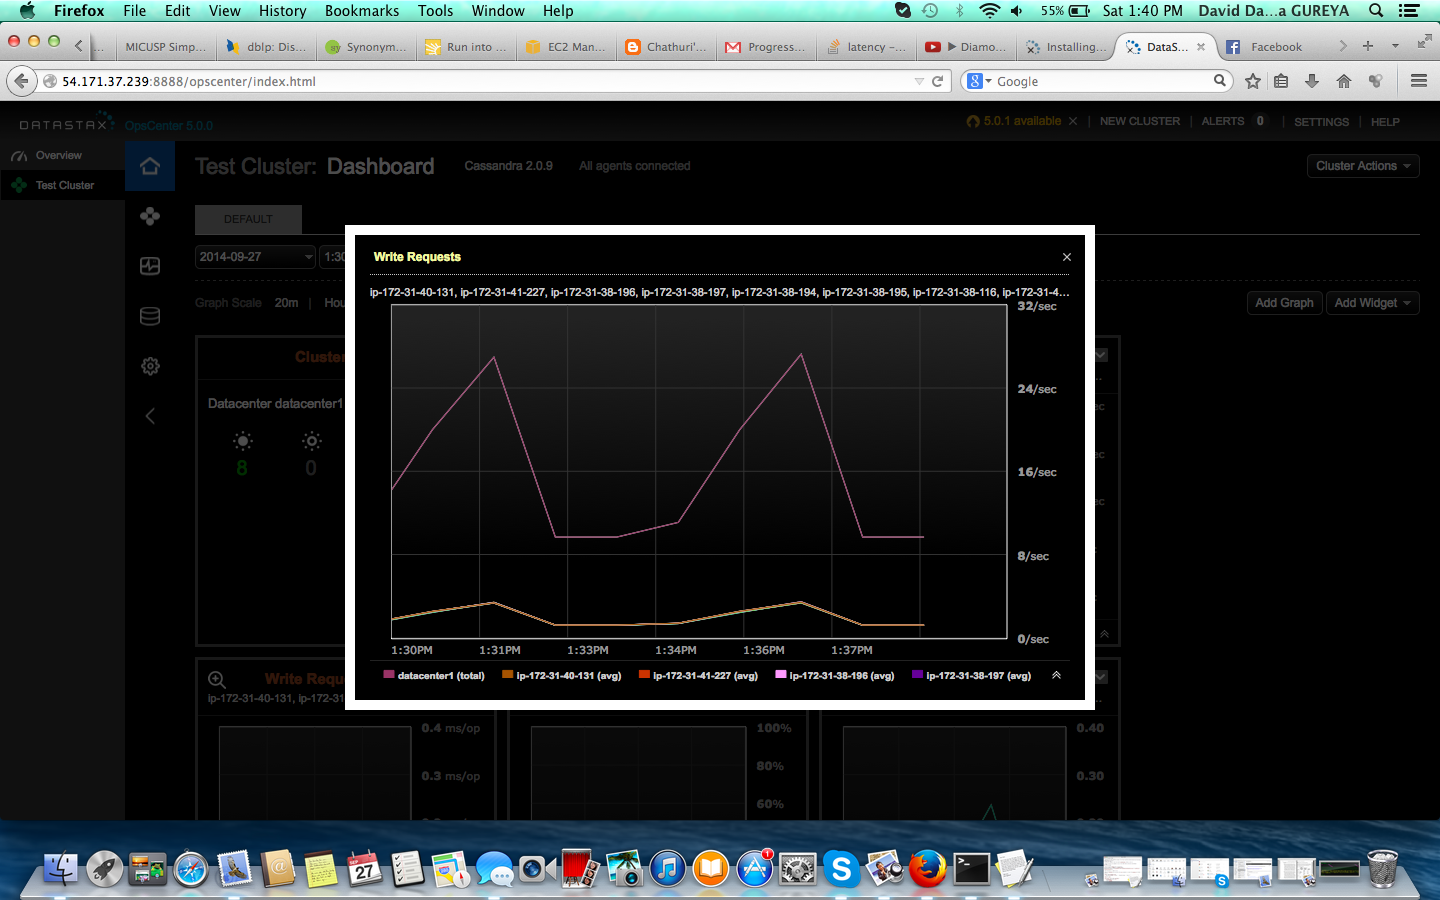 Firefox File Edit View History Bookmarks Tools Window Help 55% Sat 1:40 PM David Da...a GUREYA
... MICUSP Simp... dblp: Dis... Synonym... Run into ... EC2 Man... Chathuri'... Progress... latency –... Diamo... Installing... DataS... Facebook
54.171.37.239:8888/opscenter/index.html Google
DATASTAX OpsCenter 5.0.0 5.0.1 available NEW CLUSTER ALERTS 0 SETTINGS HELP
Overview
Test Cluster
Test Cluster: Dashboard Cassandra 2.0.9 All agents connected Cluster Actions
DEFAULT
2014-09-27 1:30
Graph Scale 20m Hou
Add Graph Add Widget
Write Requests
ip-172-31-40-131, ip-172-31-41-227, ip-172-31-38-196, ip-172-31-38-197, ip-172-31-38-194, ip-172-31-38-195, ip-172-31-38-116, ip-172-31-4...
32/sec
24/sec
16/sec
8/sec
0/sec
1:30PM 1:31PM 1:33PM 1:34PM 1:36PM 1:37PM
datacenter1 (total) ip-172-31-40-131 (avg) ip-172-31-41-227 (avg) ip-172-31-38-196 (avg) ip-172-31-38-197 (avg)
Cluster
Datacenter datacenter1
8 0
Write Requ
ip-172-31-40-131, ip-172-31
0.4 ms/op
0.3 ms/op
100%
80%
60%
0.40
0.30
SEP
27
1